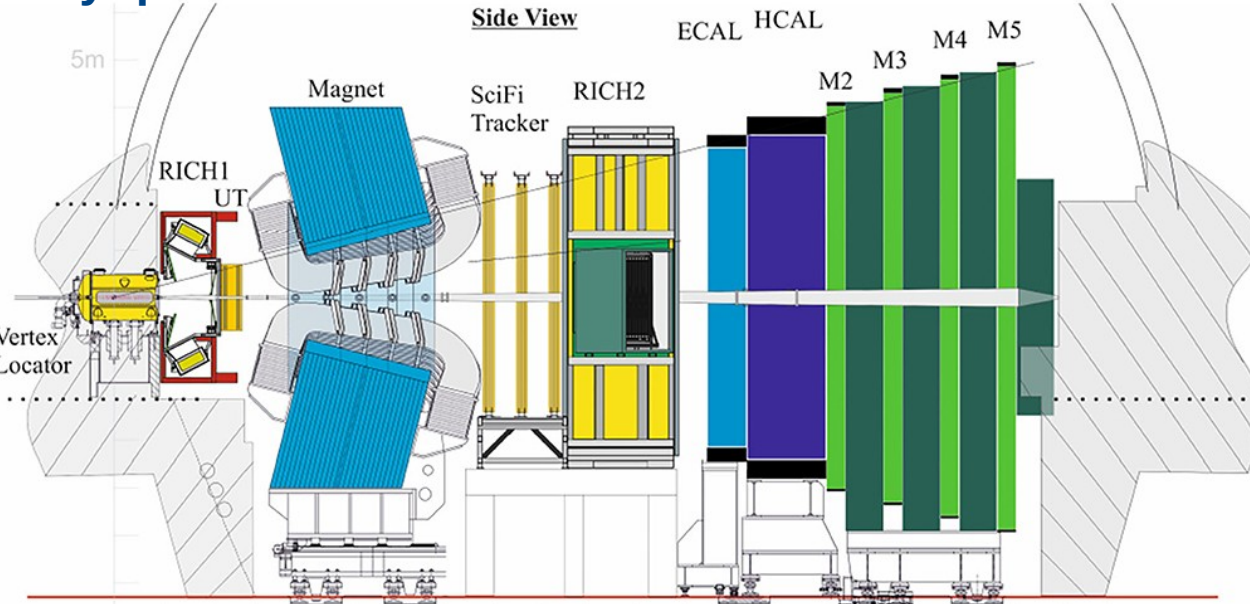 Side View
5m
ECAL
HCAL
M2
M3
M4
M5
Magnet
SciFi
Tracker
RICH2
RICH1
UT
Vertex
Locator